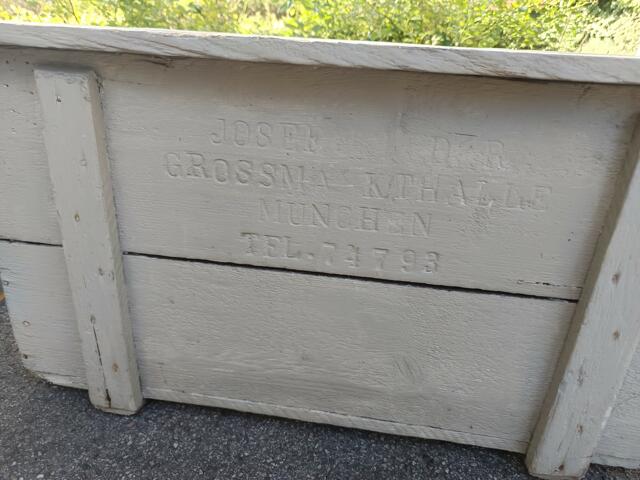 JOSEF
GROSSMARKTHALLE
MUNCHEN
TEL. 74793